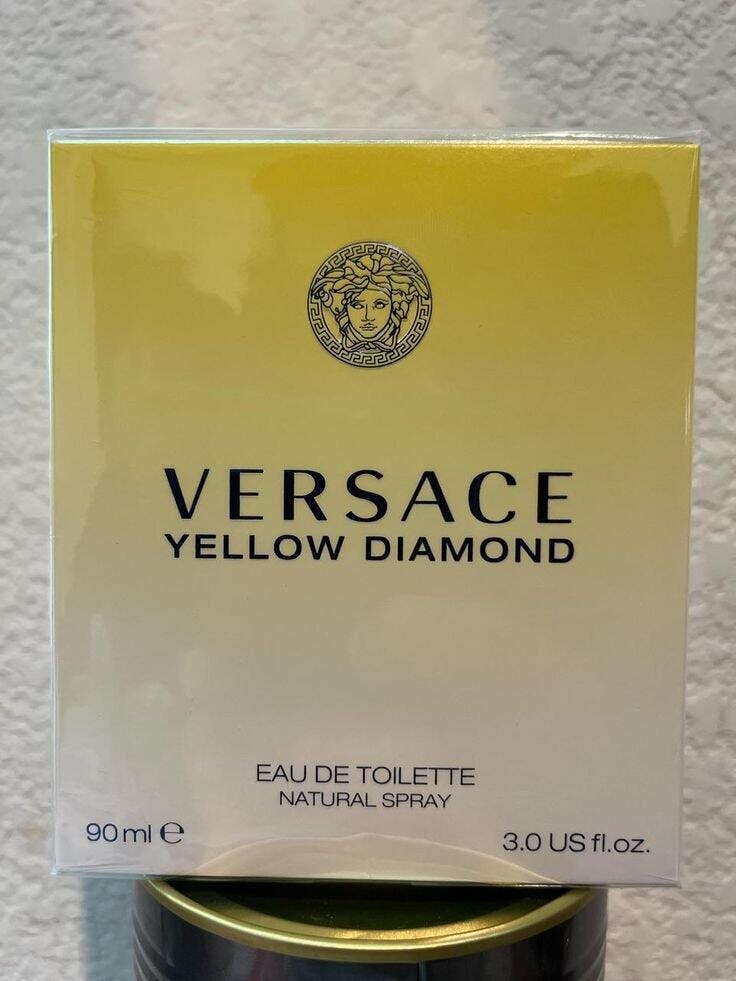 VERSACE
YELLOW DIAMOND
EAU DE TOILETTE
NATURAL SPRAY
90 ml ℮
3.0 US fl.oz.